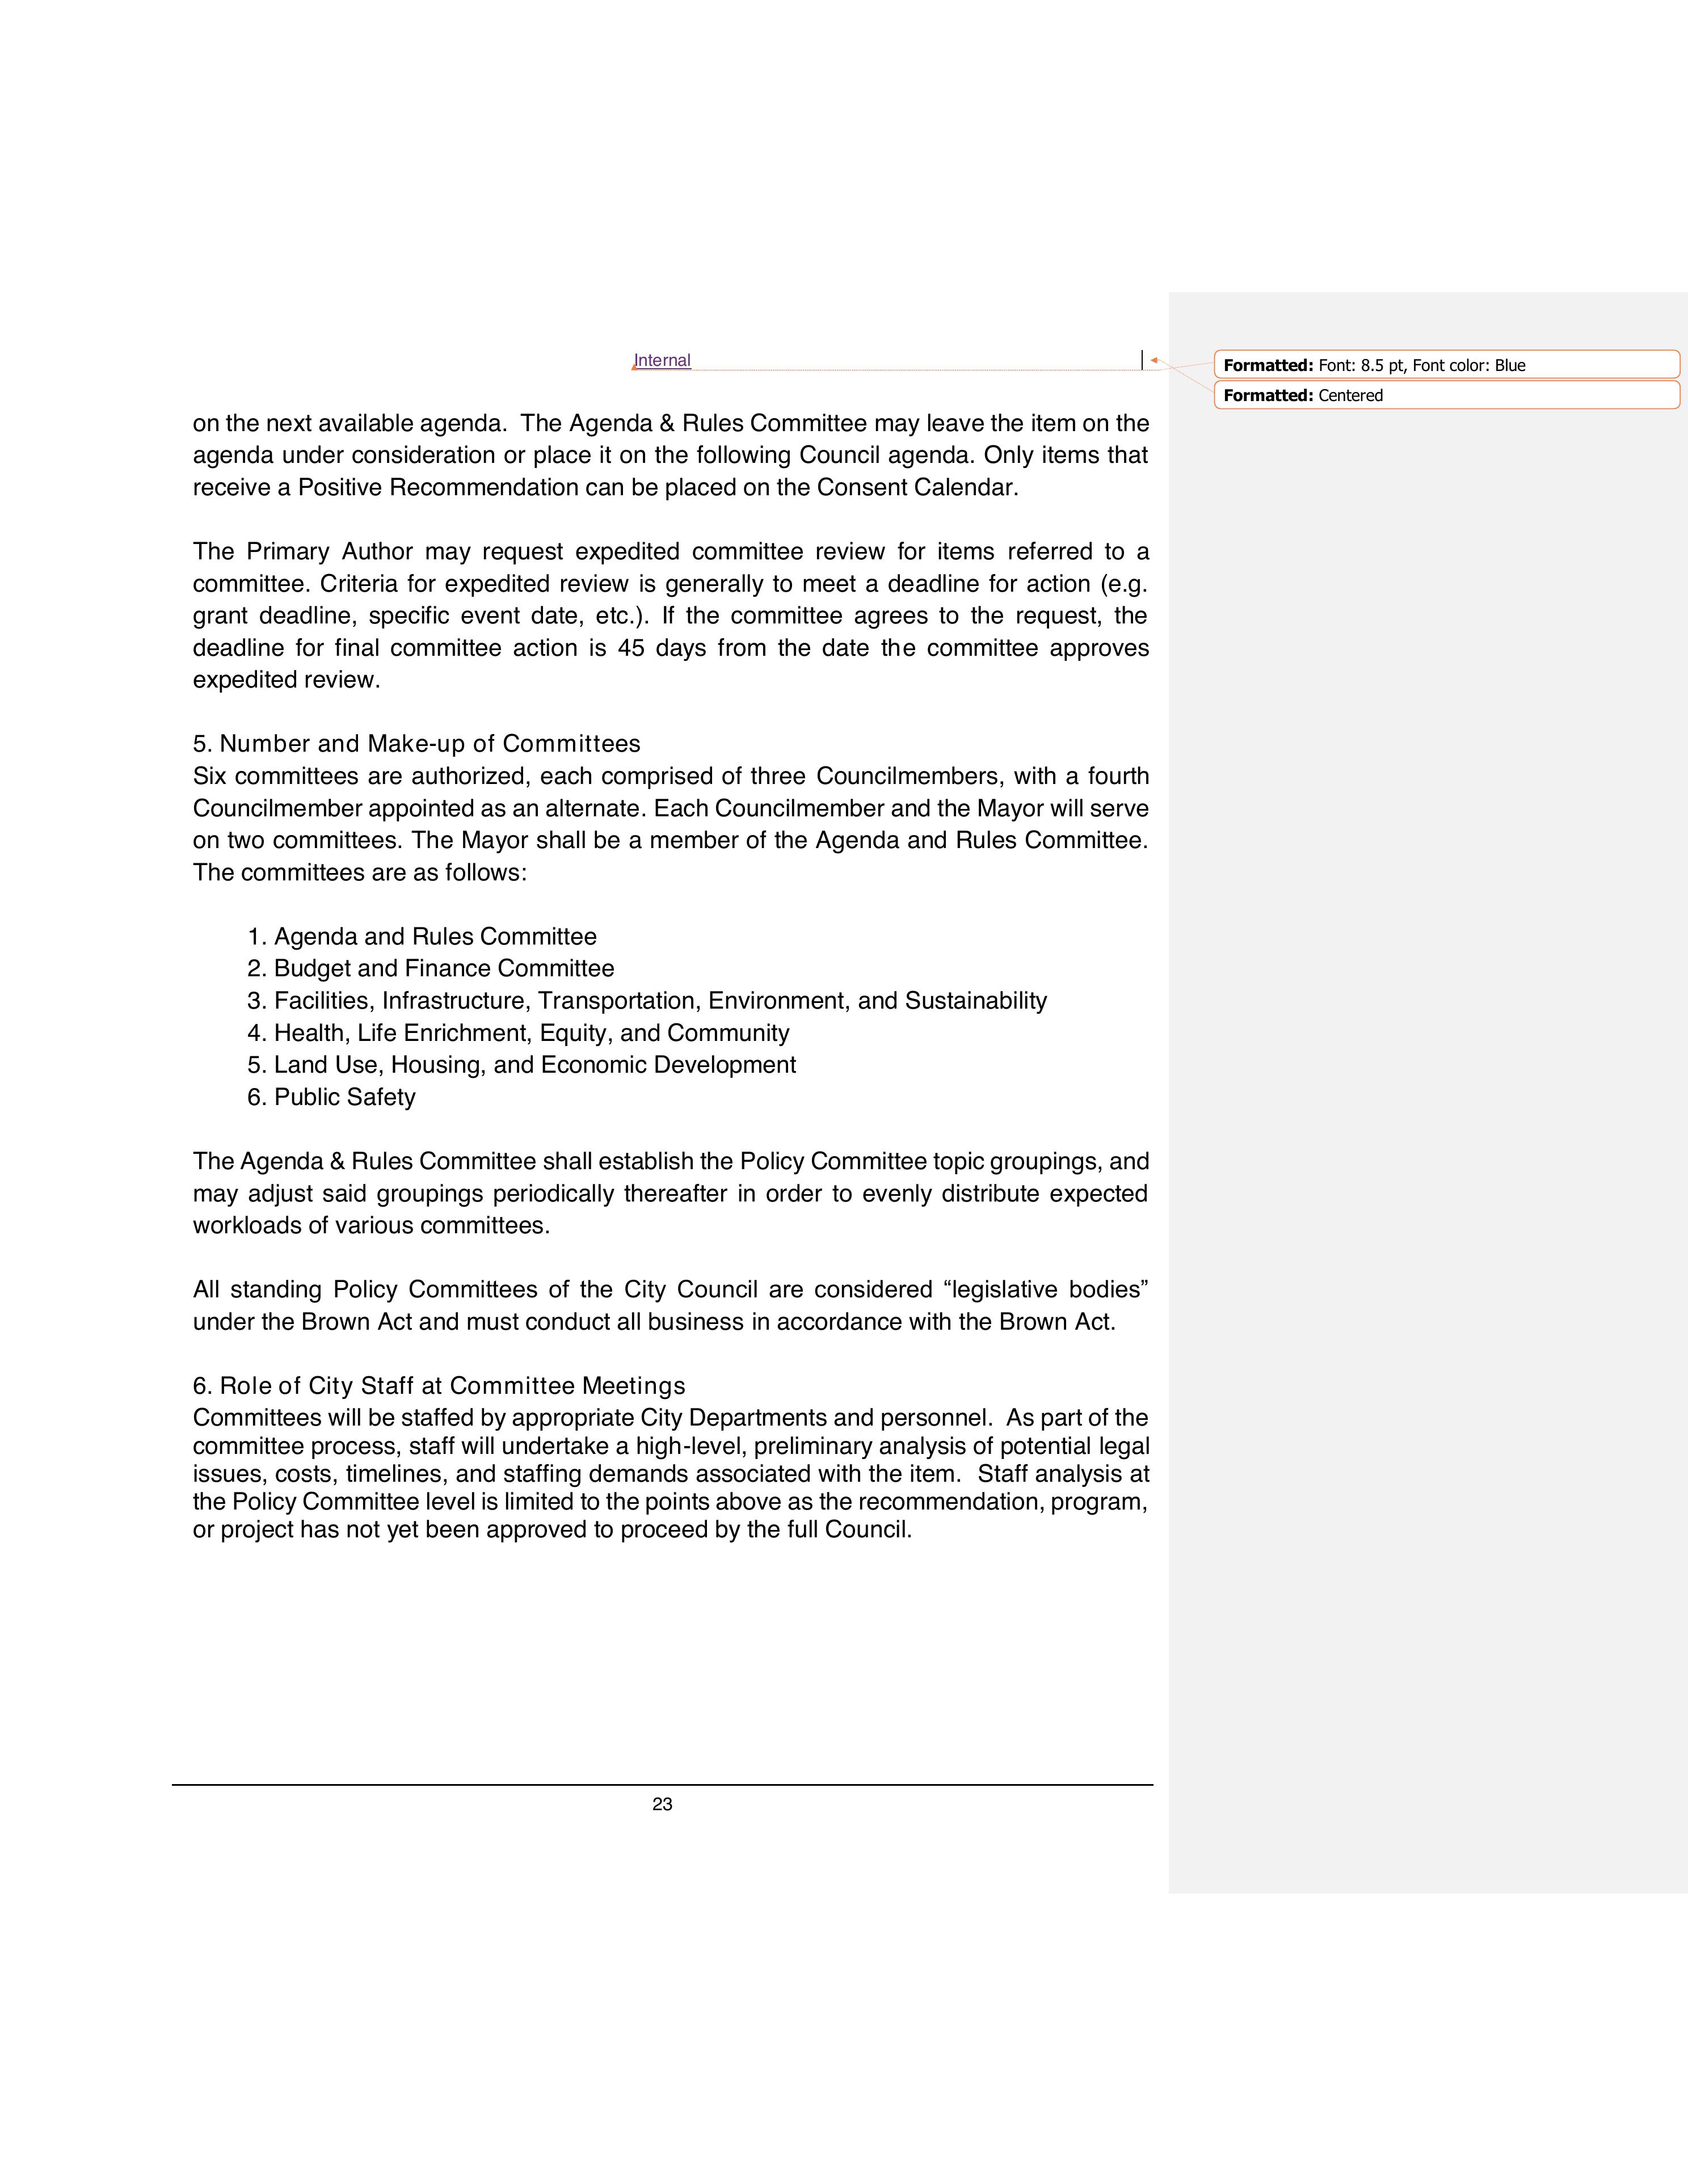 Internal
Formatted: Font: 8.5 pt, Font color: Blue
Formatted: Centered
on the next available agenda.  The Agenda & Rules Committee may leave the item on the
agenda under consideration or place it on the following Council agenda. Only items that
receive a Positive Recommendation can be placed on the Consent Calendar.
The Primary Author may request expedited committee review for items referred to a
committee. Criteria for expedited review is generally to meet a deadline for action (e.g.
grant deadline, specific event date, etc.). If the committee agrees to the request, the
deadline for final committee action is 45 days from the date the committee approves
expedited review.
5. Number and Make-up of Committees
Six committees are authorized, each comprised of three Councilmembers, with a fourth
Councilmember appointed as an alternate. Each Councilmember and the Mayor will serve
on two committees. The Mayor shall be a member of the Agenda and Rules Committee.
The committees are as follows:
1. Agenda and Rules Committee
2. Budget and Finance Committee
3. Facilities, Infrastructure, Transportation, Environment, and Sustainability
4. Health, Life Enrichment, Equity, and Community
5. Land Use, Housing, and Economic Development
6. Public Safety
The Agenda & Rules Committee shall establish the Policy Committee topic groupings, and
may adjust said groupings periodically thereafter in order to evenly distribute expected
workloads of various committees.
All standing Policy Committees of the City Council are considered “legislative bodies”
under the Brown Act and must conduct all business in accordance with the Brown Act.
6. Role of City Staff at Committee Meetings
Committees will be staffed by appropriate City Departments and personnel.  As part of the
committee process, staff will undertake a high-level, preliminary analysis of potential legal
issues, costs, timelines, and staffing demands associated with the item.  Staff analysis at
the Policy Committee level is limited to the points above as the recommendation, program,
or project has not yet been approved to proceed by the full Council.
23